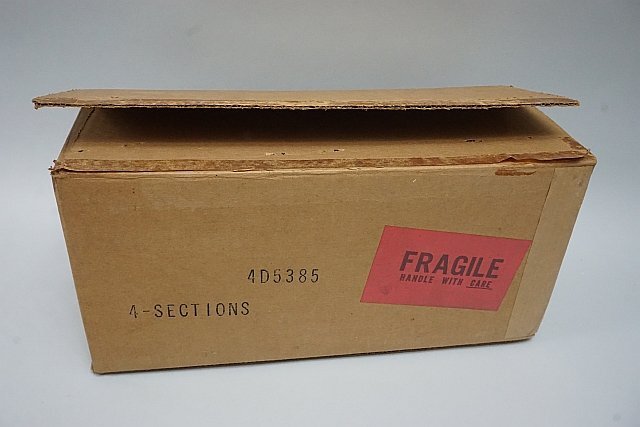 4D5385
4-SECTIONS
FRAGILE
HANDLE WITH CARE